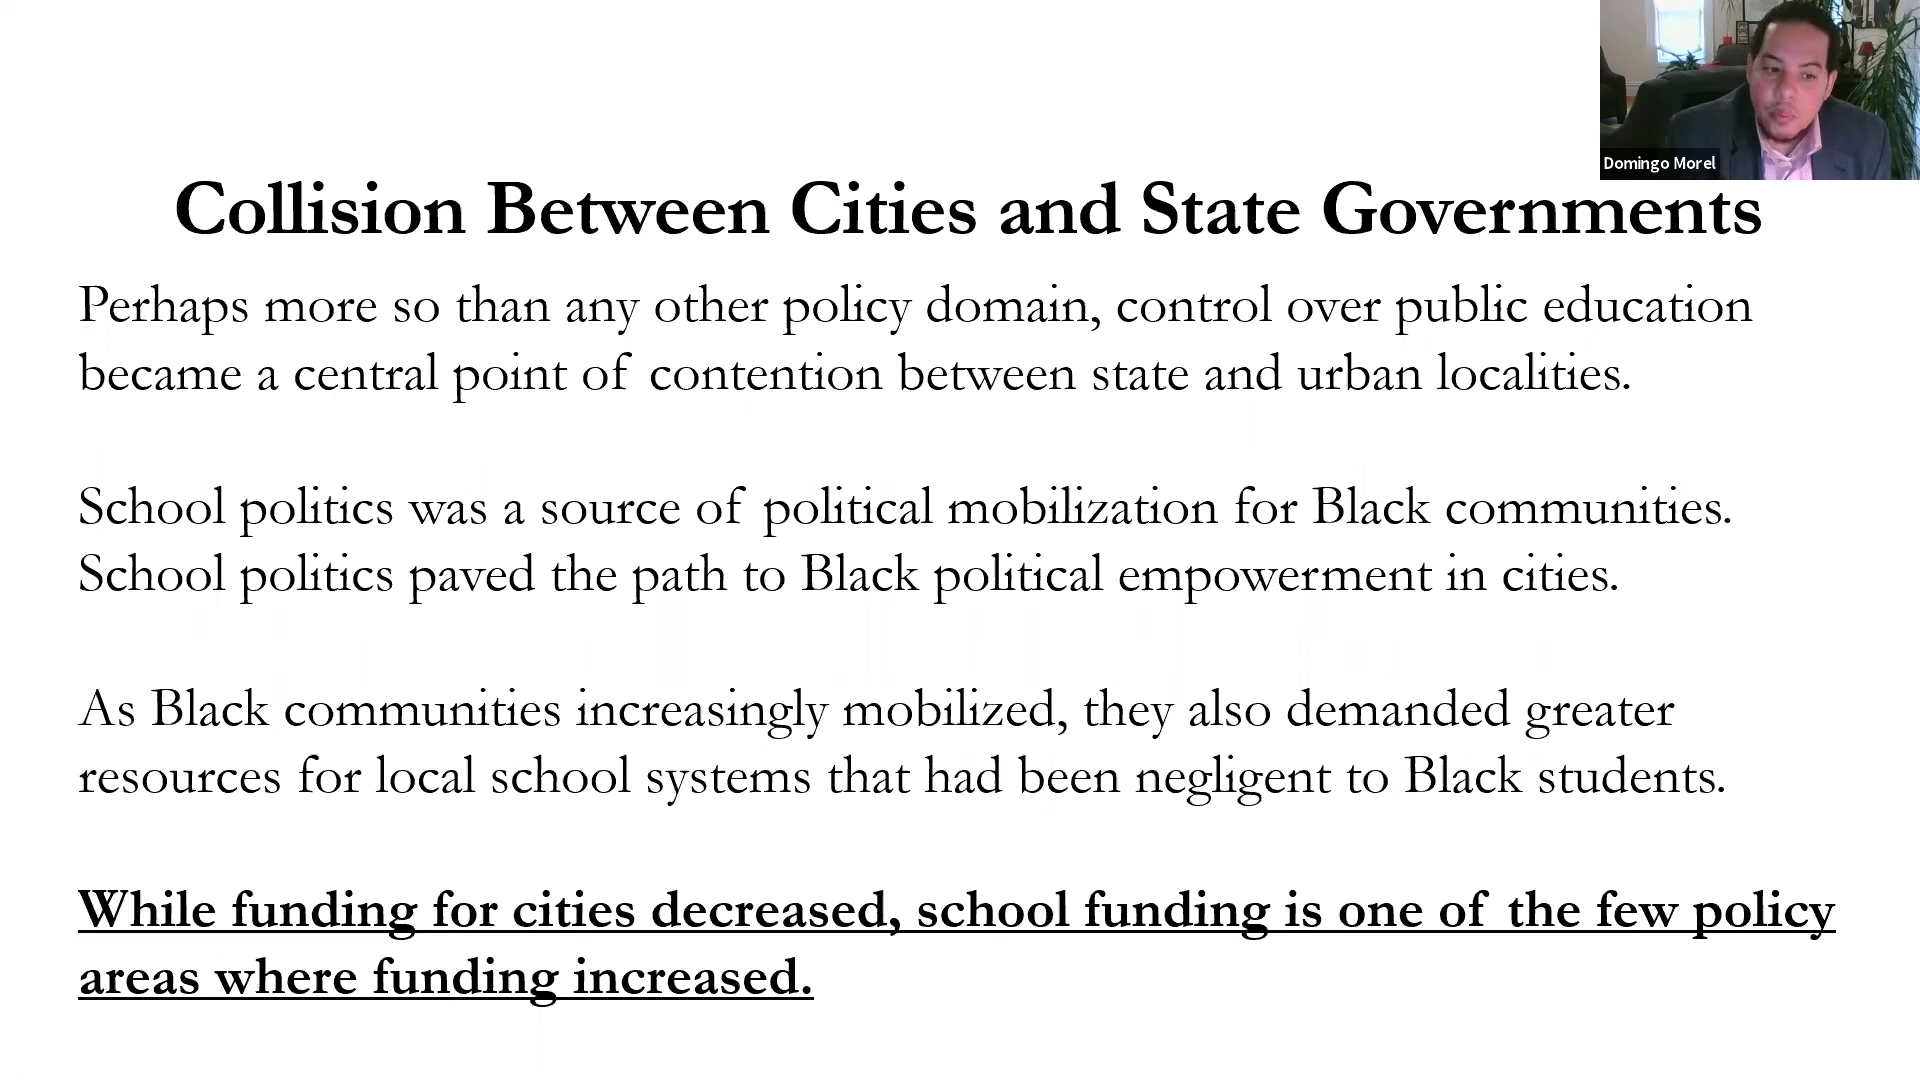 Domingo Morel
Collision Between Cities and State Governments
Perhaps more so than any other policy domain, control over public education
became a central point of contention between state and urban localities.
School politics was a source of political mobilization for Black communities.
School politics paved the path to Black political empowerment in cities.
As Black communities increasingly mobilized, they also demanded greater
resources for local school systems that had been negligent to Black students.
While funding for cities decreased, school funding is one of the few policy
areas where funding increased.